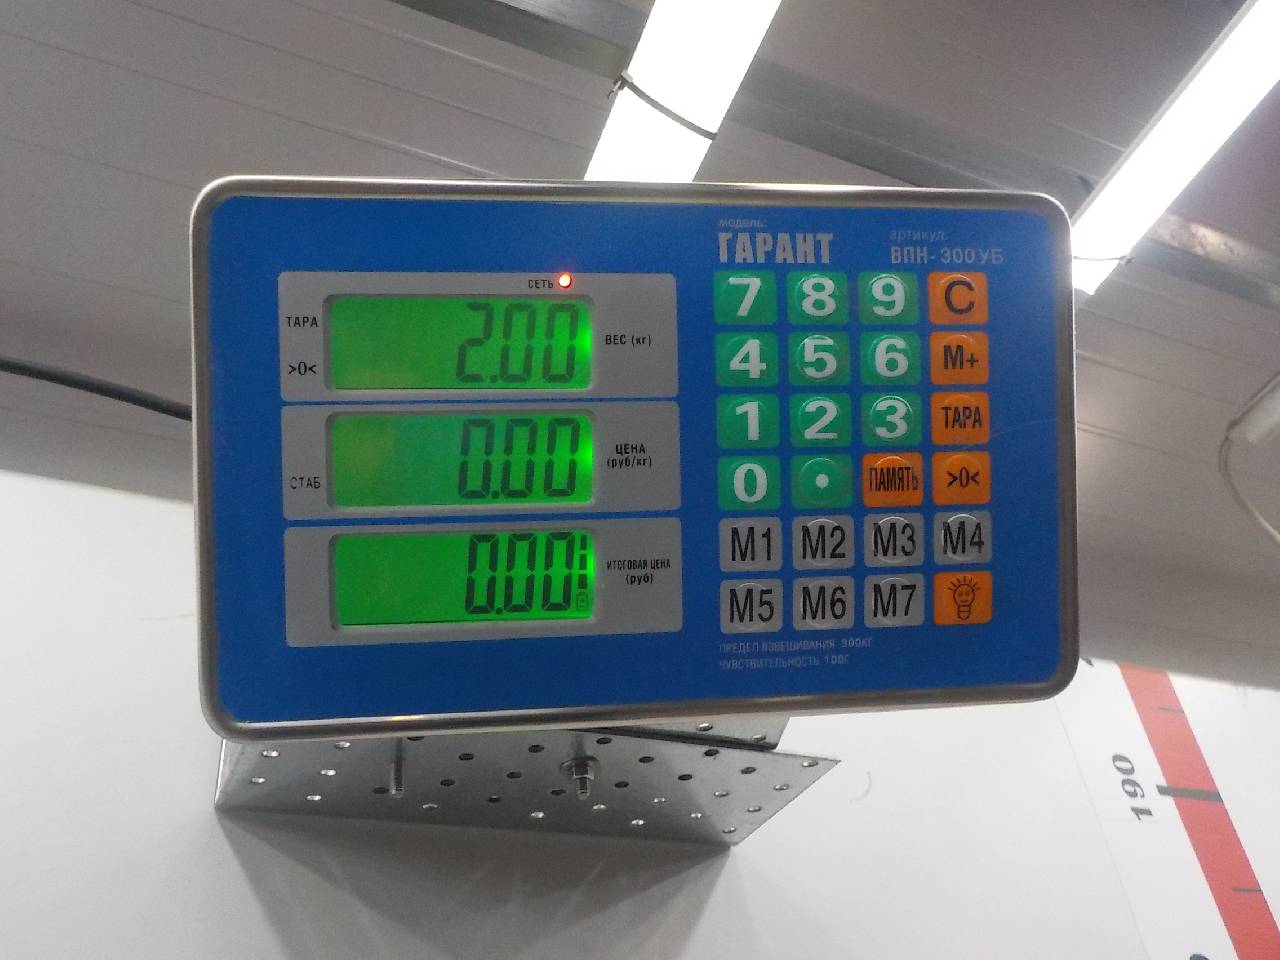 модель:
ГАРАНТ
артикул:
ВПН-300УБ
СЕТЬ
ТАРА
>0<
2.00
ВЕС (кг)
СТАБ
0.00
ЦЕНА
(руб/кг)
0.00
ИТОГОВАЯ ЦЕНА
(руб)
7 8 9 C
4 5 6 M+
1 2 3 ТАРА
0 . ПАМЯТЬ >0<
M1 M2 M3 M4
M5 M6 M7
ПРЕДЕЛ ВЗВЕШИВАНИЯ 300КГ
ЧУВСТВИТЕЛЬНОСТЬ 100Г
190